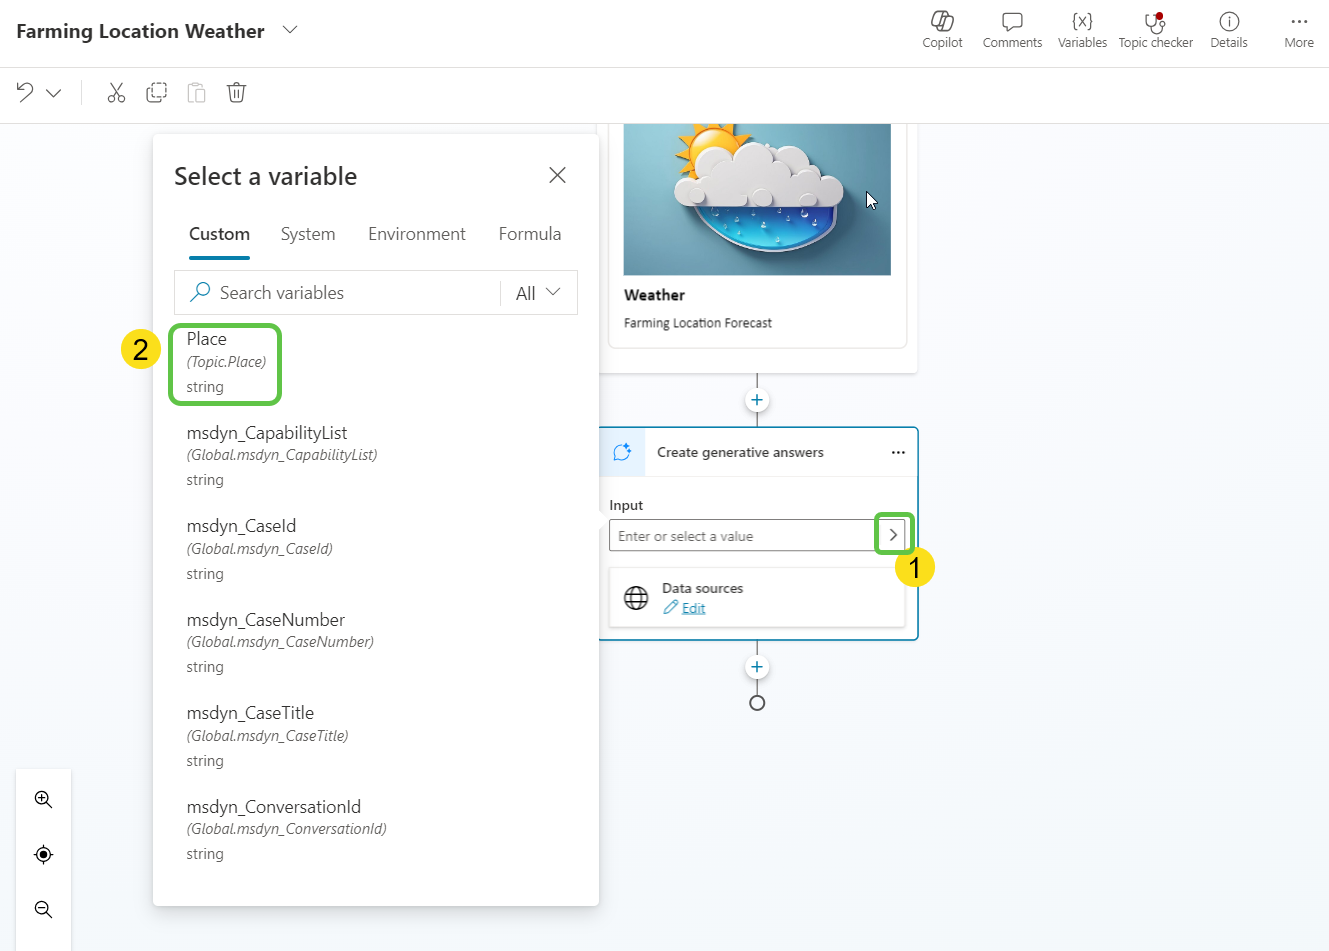 Farming Location Weather
Copilot
Comments
Variables
Topic checker
Details
More
Select a variable
Custom
System
Environment
Formula
Search variables
All
2
Place
(Topic.Place)
string
msdyn_CapabilityList
(Global.msdyn_CapabilityList)
string
msdyn_CaseId
(Global.msdyn_CaseId)
string
msdyn_CaseNumber
(Global.msdyn_CaseNumber)
string
msdyn_CaseTitle
(Global.msdyn_CaseTitle)
string
msdyn_ConversationId
(Global.msdyn_ConversationId)
string
Weather
Farming Location Forecast
Create generative answers
Input
Enter or select a value
1
Data sources
Edit